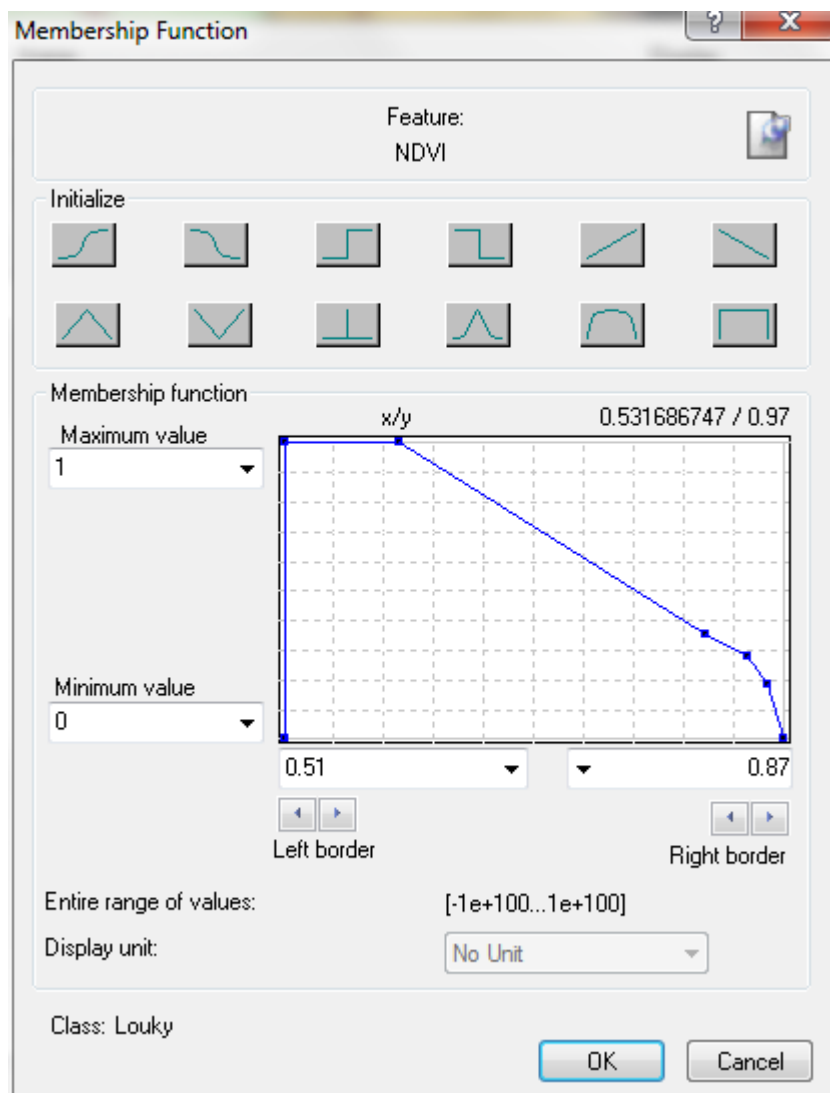 Membership Function
?
x
Feature:
NDVI
Initialize
Membership function
Maximum value
x/y 0.531686747 / 0.97
1
Minimum value
0
0.51 0.87
Left border
Right border
Entire range of values: [-1e+100...1e+100]
Display unit: No Unit
Class: Louky
OK Cancel